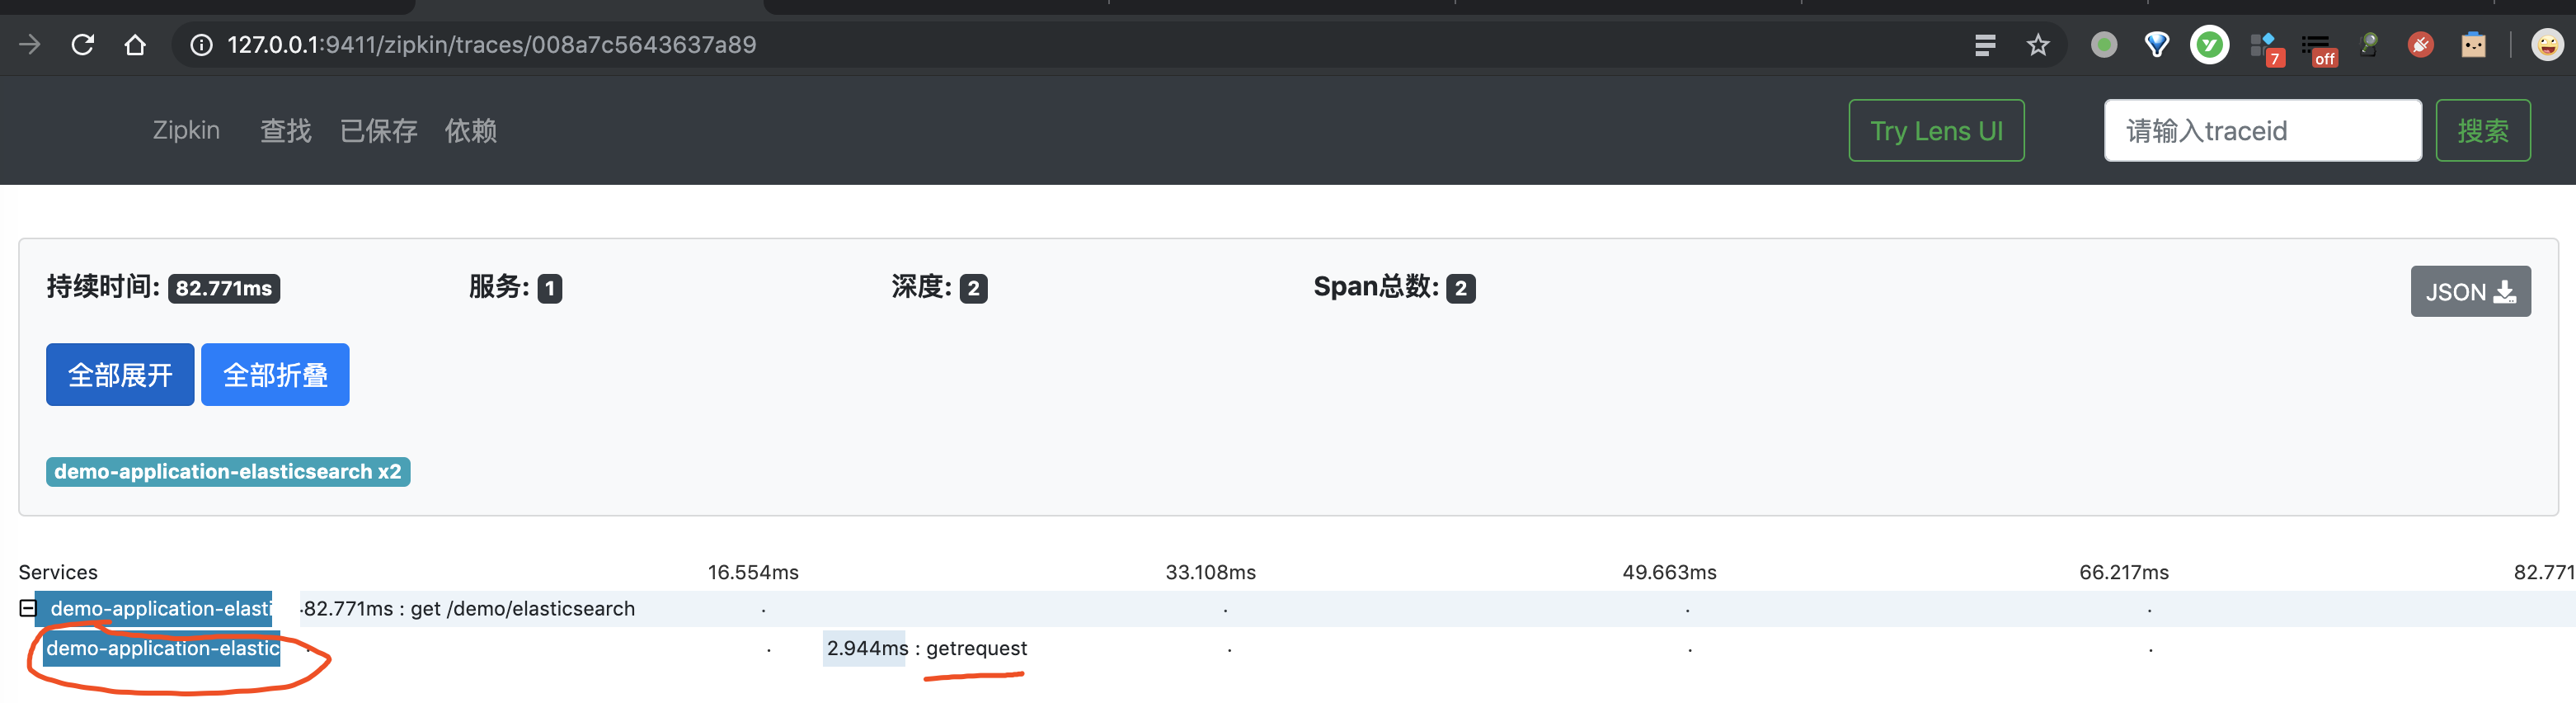 127.0.0.1:9411/zipkin/traces/008a7c5643637a89
7
off
Zipkin 查找 已保存 依赖
Try Lens UI
请输入traceid
搜索
持续时间: 82.771ms 服务: 1 深度: 2 Span总数: 2
JSON
全部展开 全部折叠
demo-application-elasticsearch x2
Services 16.554ms 33.108ms 49.663ms 66.217ms 82.771
demo-application-elasti 82.771ms : get /demo/elasticsearch
demo-application-elastic 2.944ms : getrequest